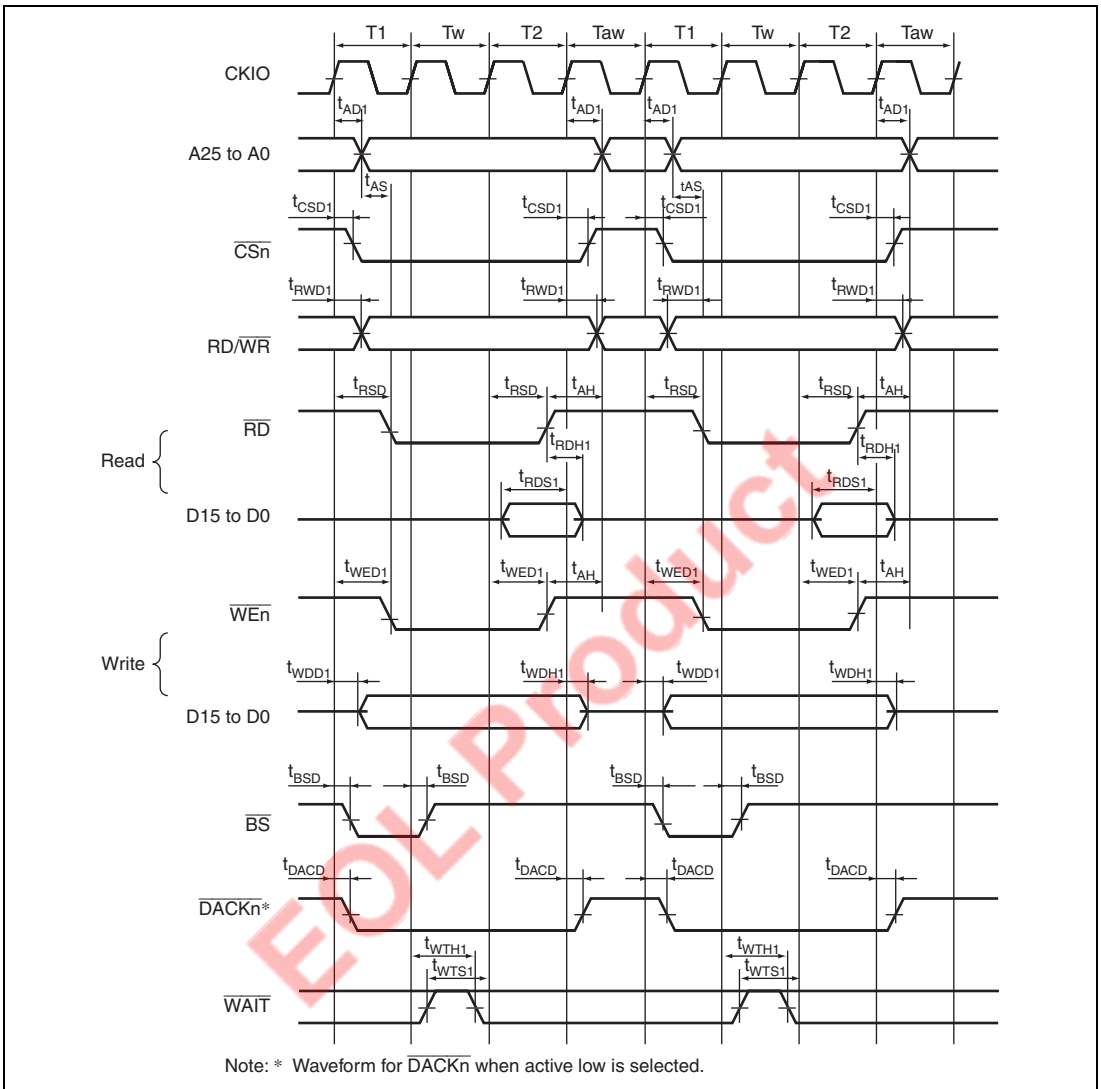 T1 Tw T2 Taw T1 Tw T2 Taw
CKIO
tAD1 tAD1 tAD1 tAD1
A25 to A0
tAS tAS
tCSD1 tCSD1 tCSD1 tCSD1
CSn
tRWD1 tRWD1 tRWD1 tRWD1
RD/WR
tRSD tRSD tAH tRSD tRSD tAH
RD
tRDH1 tRDH1
Read
tRDS1 tRDS1
D15 to D0
tWED1 tWED1 tAH tWED1 tWED1 tAH
WEn
Write
tWDD1 tWDH1 tWDD1 tWDH1
D15 to D0
tBSD tBSD tBSD tBSD
BS
tDACD tDACD tDACD tDACD
DACKn*
tWTH1 tWTH1
tWTS1 tWTS1
WAIT
Note: * Waveform for DACKn when active low is selected.
EOL Product